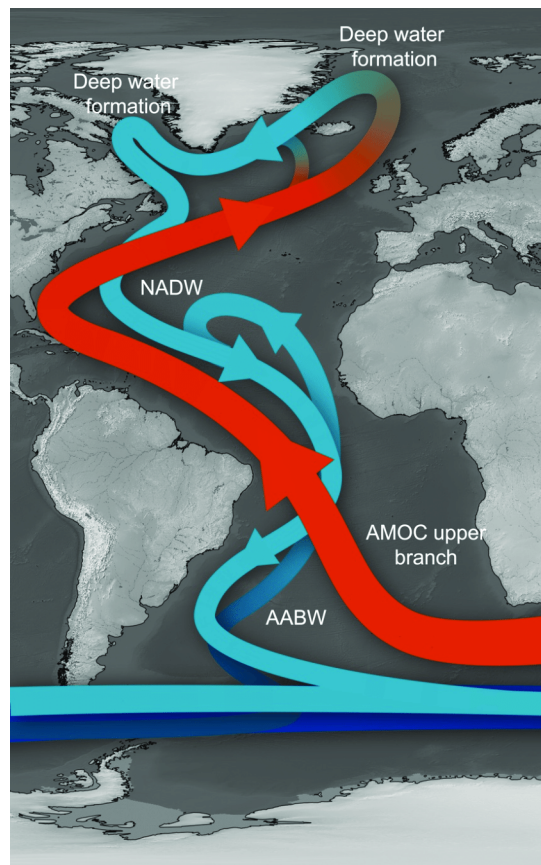 Deep water
formation
Deep water
formation
NADW
AMOC upper
branch
AABW